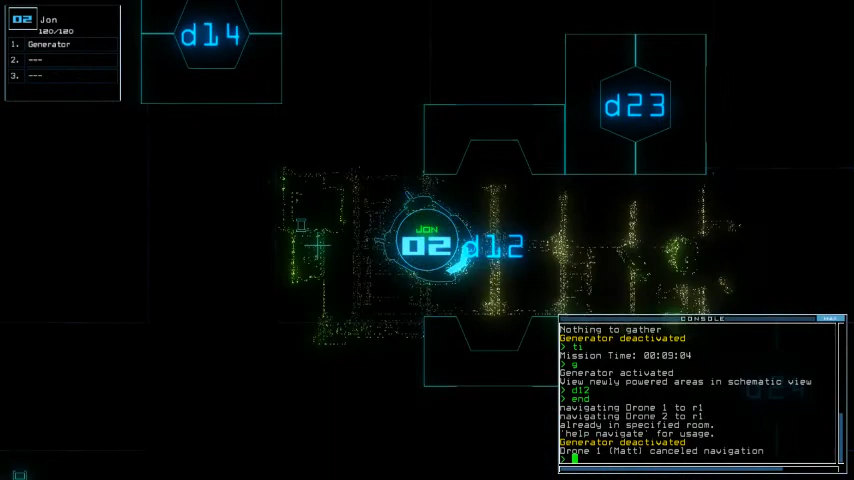 02 Jon
120/120
1. Generator
2. ---
3. ---
d14
d23
Jon
02
d12
CONSOLE
Nothing to gather
Generator deactivated
> ti
Mission Time: 00:09:04
> g
Generator activated
View newly powered areas in schematic view
> d12
> end
navigating Drone 1 to r1
navigating Drone 2 to r1
already in specified room.
'help navigate' for usage.
Generator deactivated
Drone 1 (Matt) canceled navigation
>